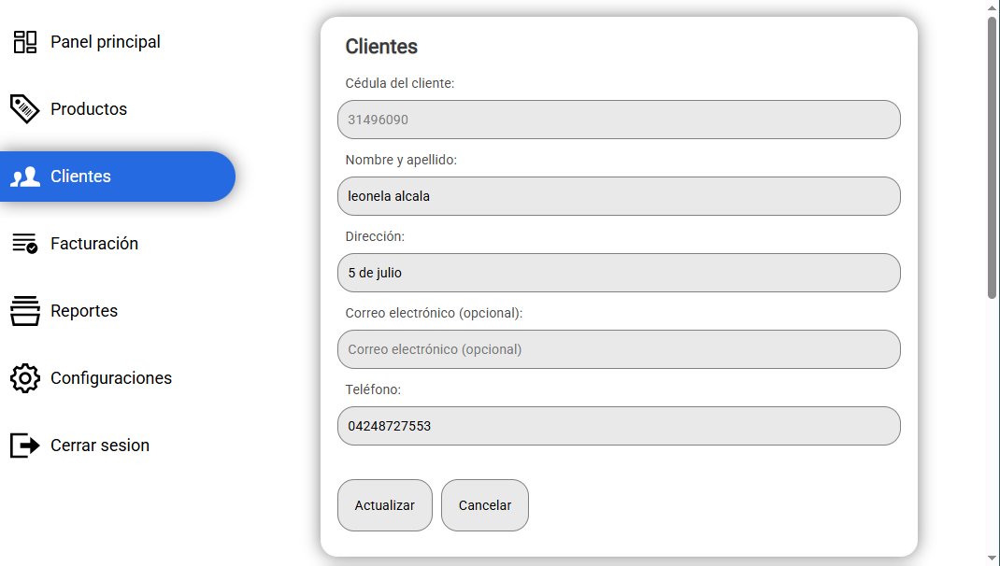 Panel principal
Productos
Clientes
Facturación
Reportes
Configuraciones
Cerrar sesion
Clientes
Cédula del cliente:
31496090
Nombre y apellido:
leonela alcala
Dirección:
5 de julio
Correo electrónico (opcional):
Correo electrónico (opcional)
Teléfono:
04248727553
Actualizar
Cancelar